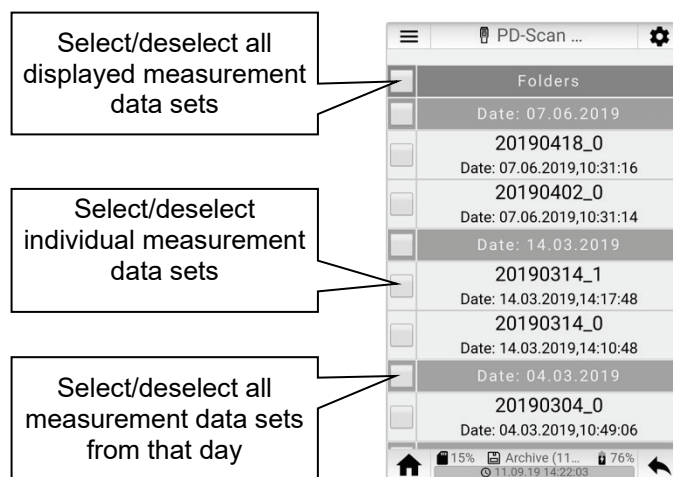 Select/deselect all
displayed measurement
data sets
Select/deselect
individual measurement
data sets
Select/deselect all
measurement data sets
from that day
PD-Scan ...
Folders
Date: 07.06.2019
20190418_0
Date: 07.06.2019,10:31:16
20190402_0
Date: 07.06.2019,10:31:14
Date: 14.03.2019
20190314_1
Date: 14.03.2019,14:17:48
20190314_0
Date: 14.03.2019,14:10:48
Date: 04.03.2019
20190304_0
Date: 04.03.2019,10:49:06
15% Archive (11... 76%
11.09.19 14:22:03